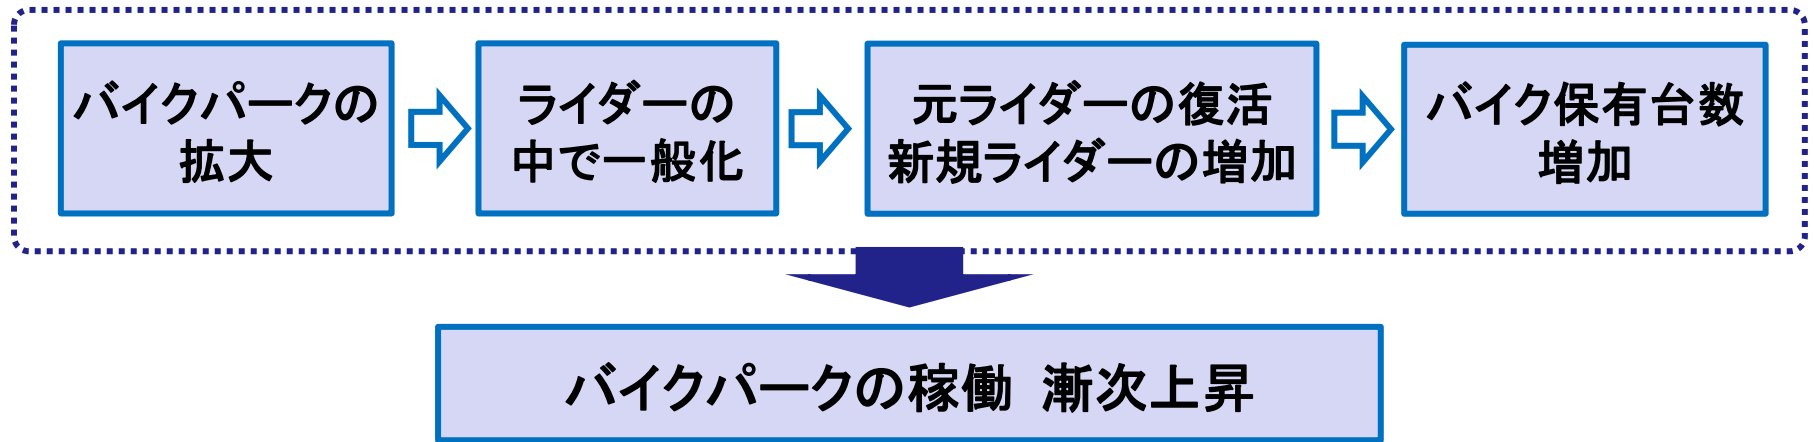 バイクパークの
拡大
ライダーの
中で一般化
元ライダーの復活
新規ライダーの増加
バイク保有台数
増加
バイクパークの稼働 漸次上昇